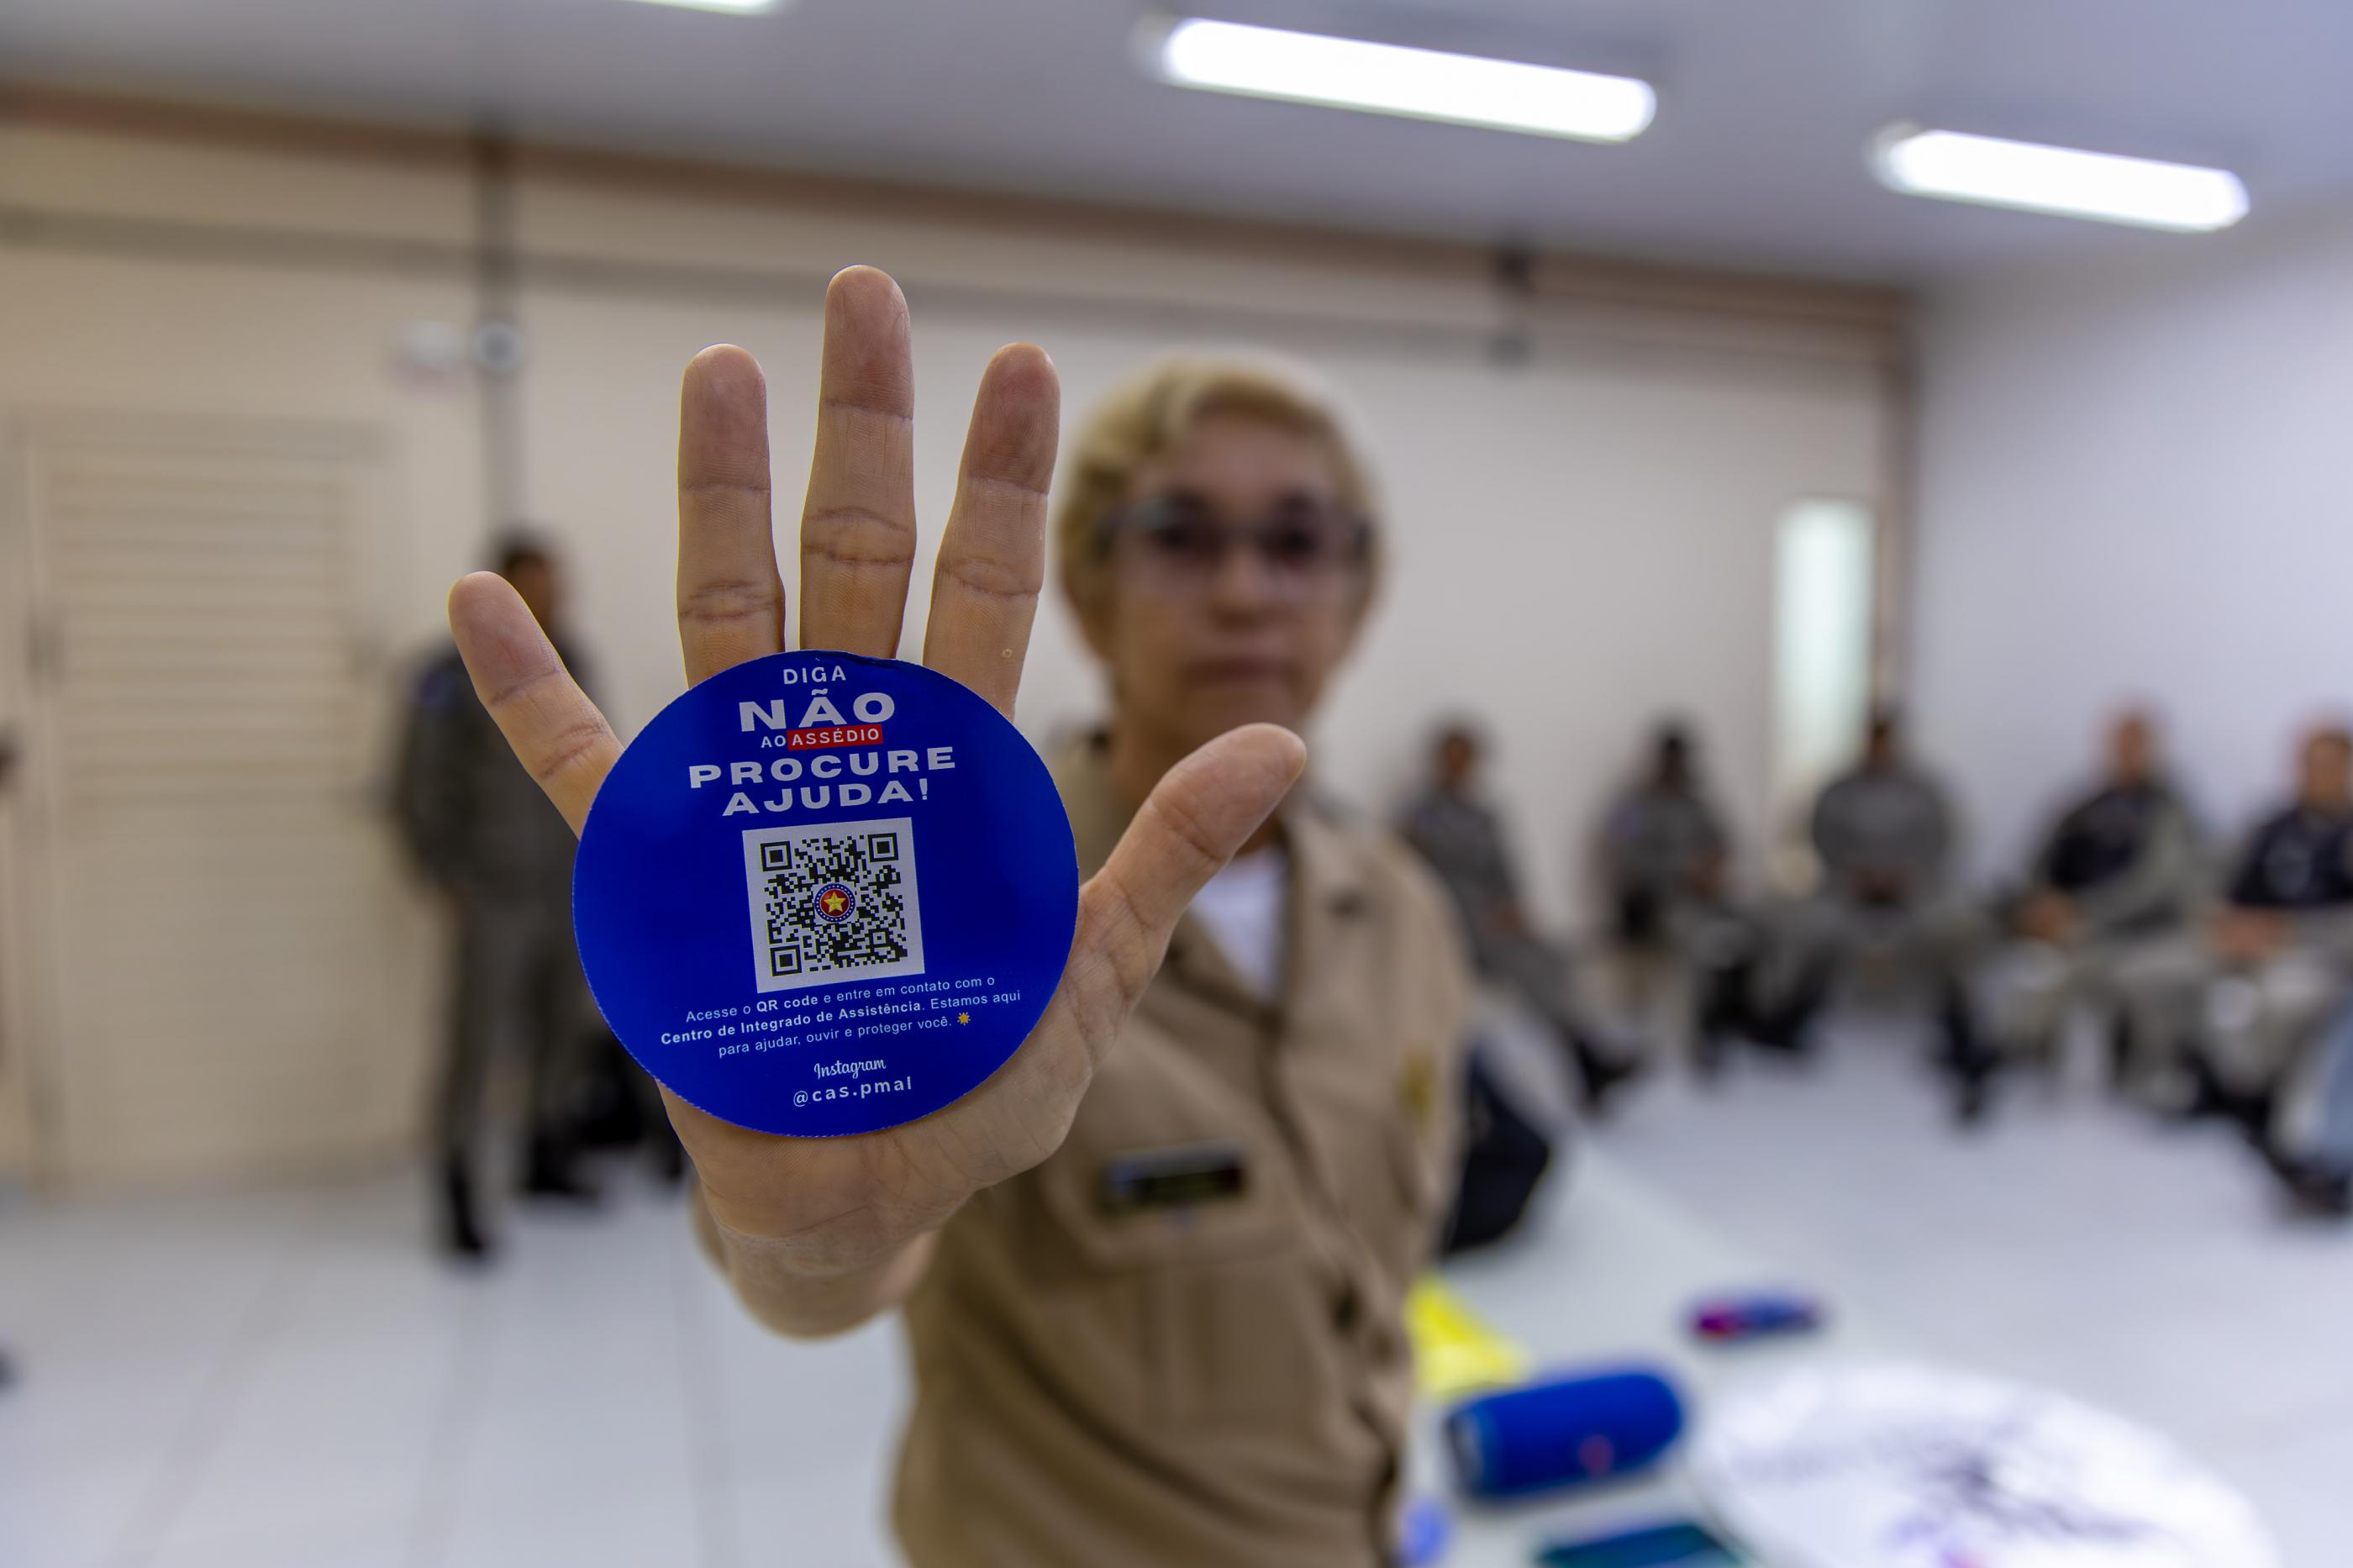 DIGA
NÃO
AO ASSÉDIO
PROCURE
AJUDA!
Acesse o QR code e entre em contato com o
Centro de Integrado de Assistência. Estamos aqui
para ajudar, ouvir e proteger você.
Instagram
@cas.pmal